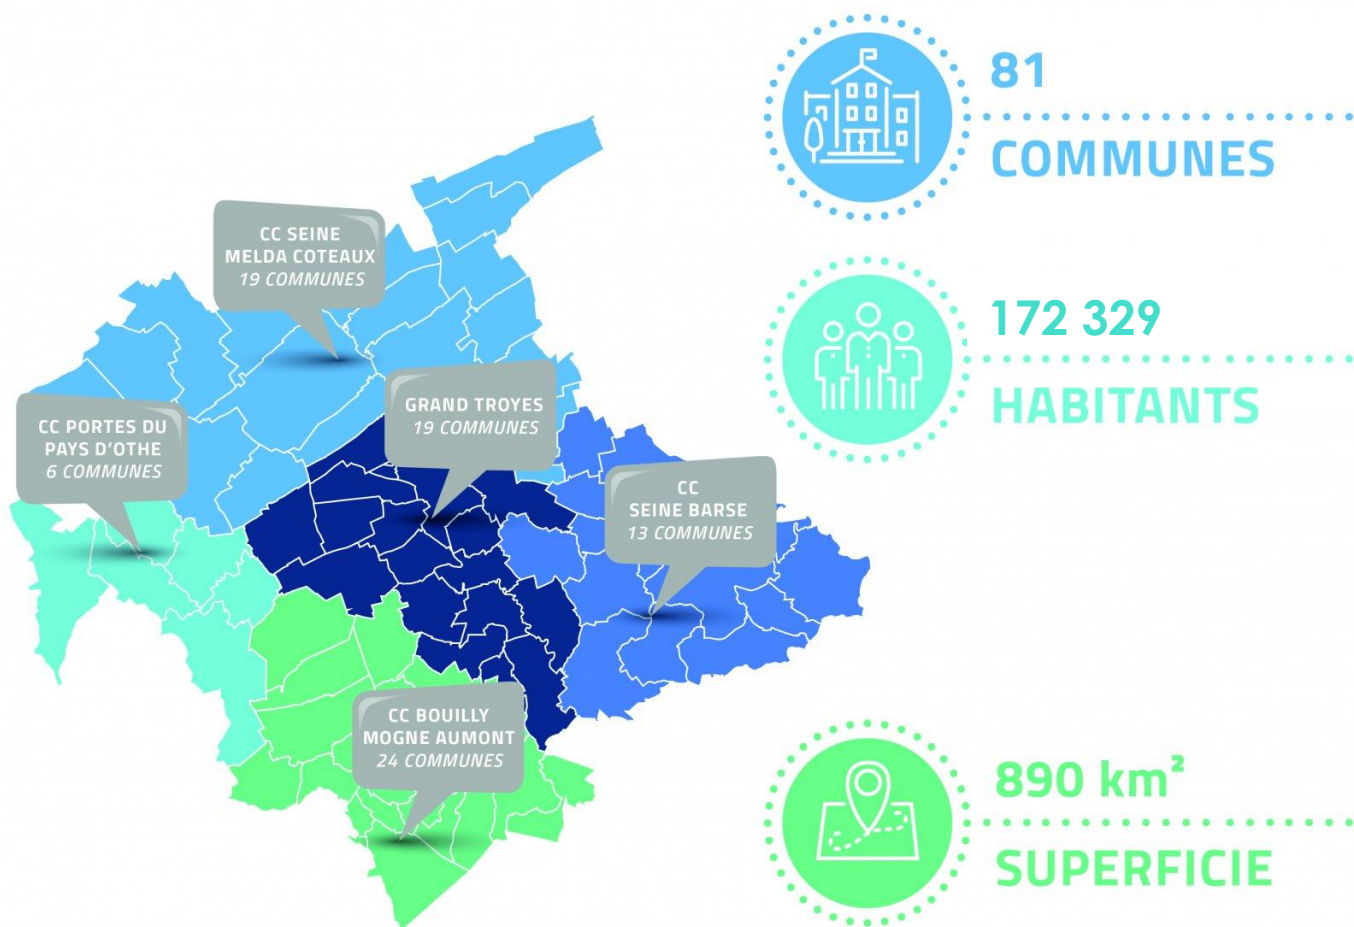 81
COMMUNES
172 329
HABITANTS
890 km²
SUPERFICIE
CC SEINE
MELDA COTEAUX
19 COMMUNES
GRAND TROYES
19 COMMUNES
CC PORTES DU
PAYS D'OTHE
6 COMMUNES
CC
SEINE BARSE
13 COMMUNES
CC BOUILLY
MOGNE AUMONT
24 COMMUNES